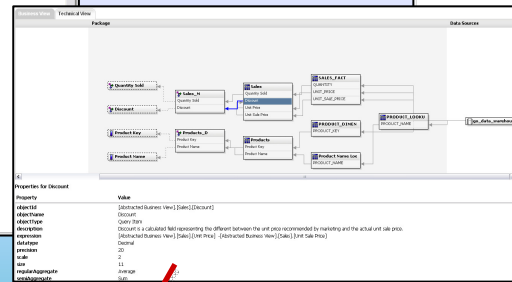 Business View Technical View
Package Data Sources
Quantity Sold
Discount
Product Key
Product Name
Sales_M
Quantity Sold
Discount
Products_D
Product Key
Product Name
Sales
Quantity Sold
Discount
Unit Price
Unit Sale Price
Products
Product Key
Product Name
SALES_FACT
QUANTITY
UNIT_PRICE
UNIT_SALE_PRICE
PRODUCT_DIMEN
PRODUCT_KEY
Product Name Loo
PRODUCT_NAME
PRODUCT_LOOKU
PRODUCT_NAME
go_data_warehou
Properties for Discount
Property Value
objectId [Abstracted Business View].[Sales].[Discount]
objectName Discount
objectType Query Item
description Discount is a calculated field representing the different between the unit price recommended by marketing and the actual unit sale price.
expression [Abstracted Business View].[Sales].[Unit Price] - [Abstracted Business View].[Sales].[Unit Sale Price]
datatype Decimal
precision 20
scale 2
size 11
regularAggregate Average
semiAggregate Sum